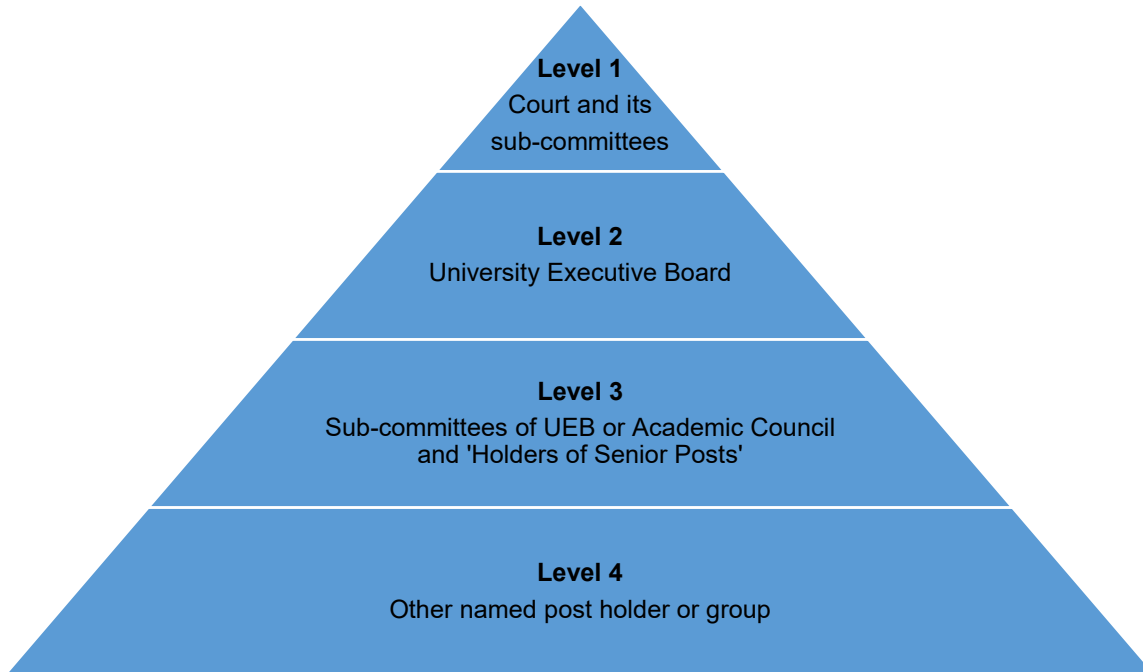 Level 1
Court and its
sub-committees
Level 2
University Executive Board
Level 3
Sub-committees of UEB or Academic Council
and 'Holders of Senior Posts'
Level 4
Other named post holder or group